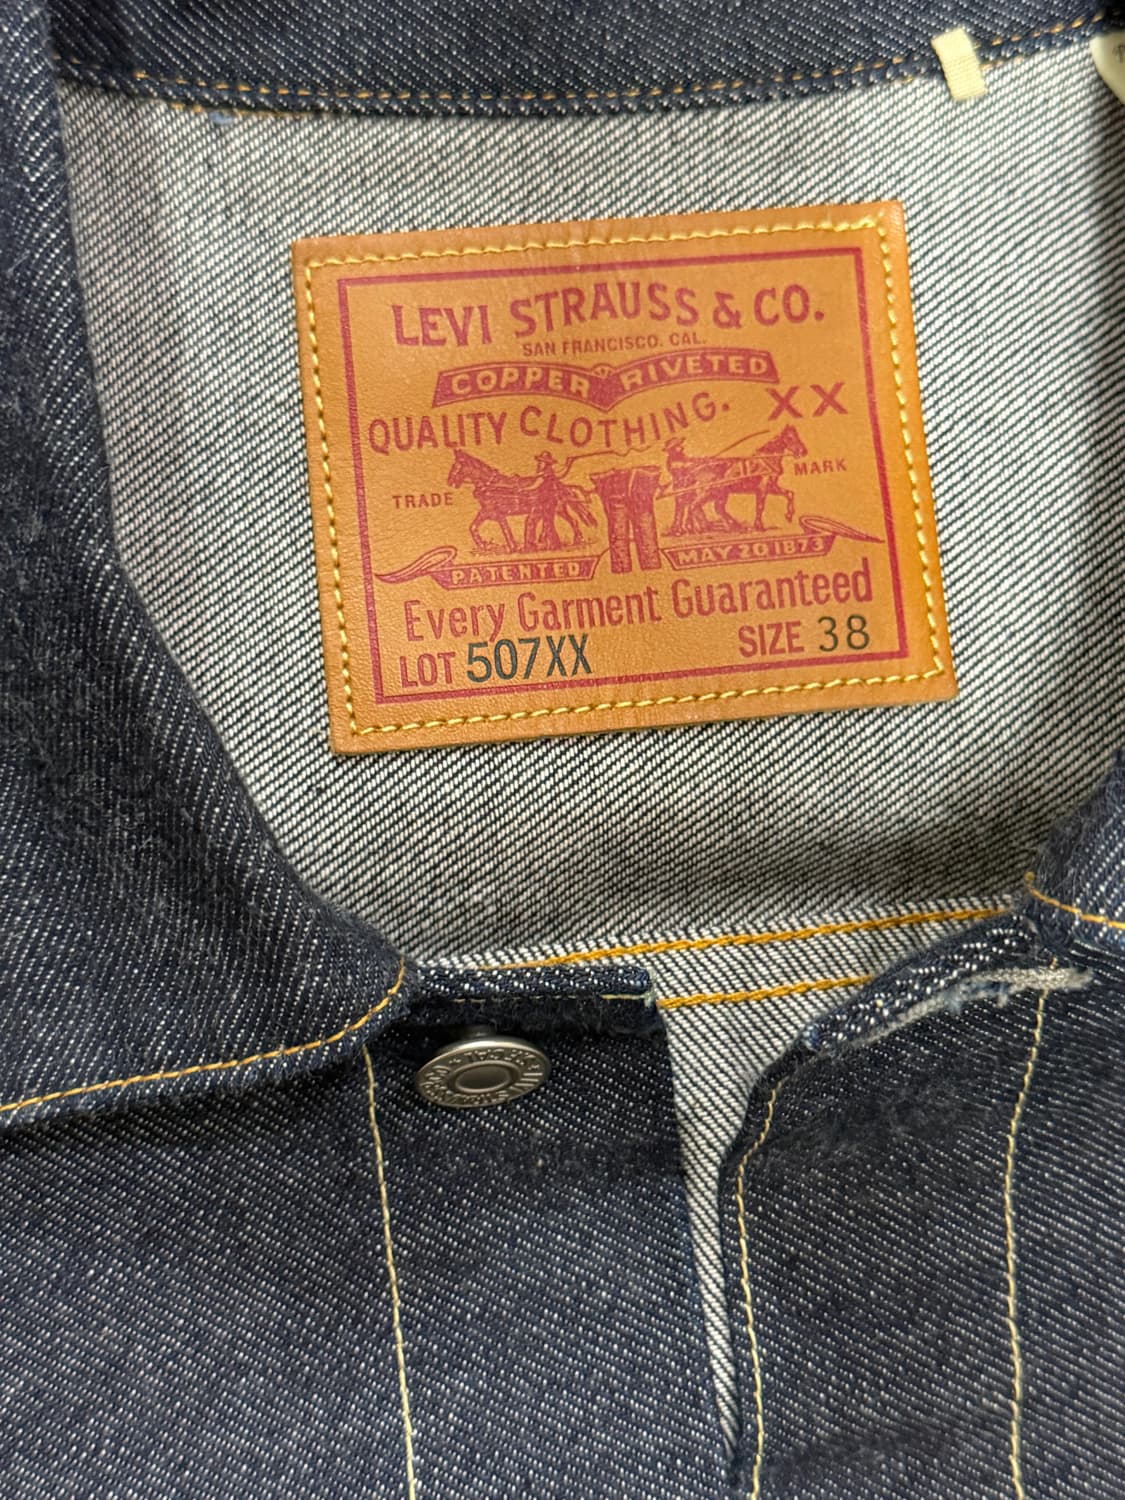 LEVI STRAUSS & CO.
SAN FRANCISCO. CAL.
COPPER RIVETED
QUALITY CLOTHING. XX
TRADE MARK
PATENTED MAY 20 1873
Every Garment Guaranteed
LOT 507XX SIZE 38